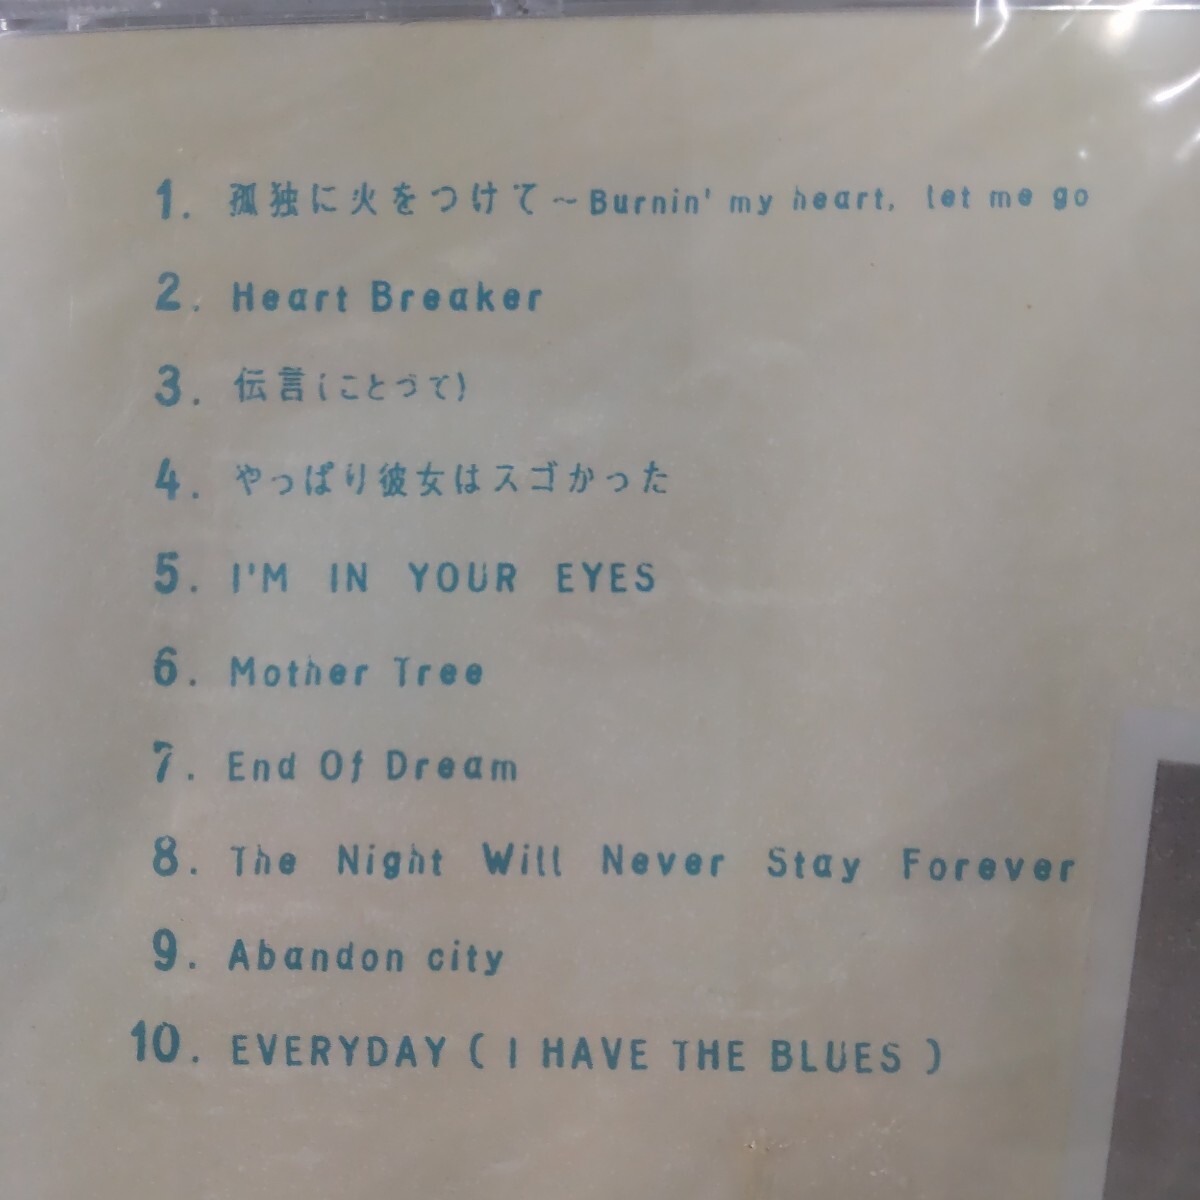 1. 孤独に火をつけて～Burnin' my heart, let me go
2. Heart Breaker
3. 伝言(ことづて)
4. やっぱり彼女はスゴかった
5. I'M IN YOUR EYES
6. Mother Tree
7. End Of Dream
8. The Night Will Never Stay Forever
9. Abandon city
10. EVERYDAY ( I HAVE THE BLUES )